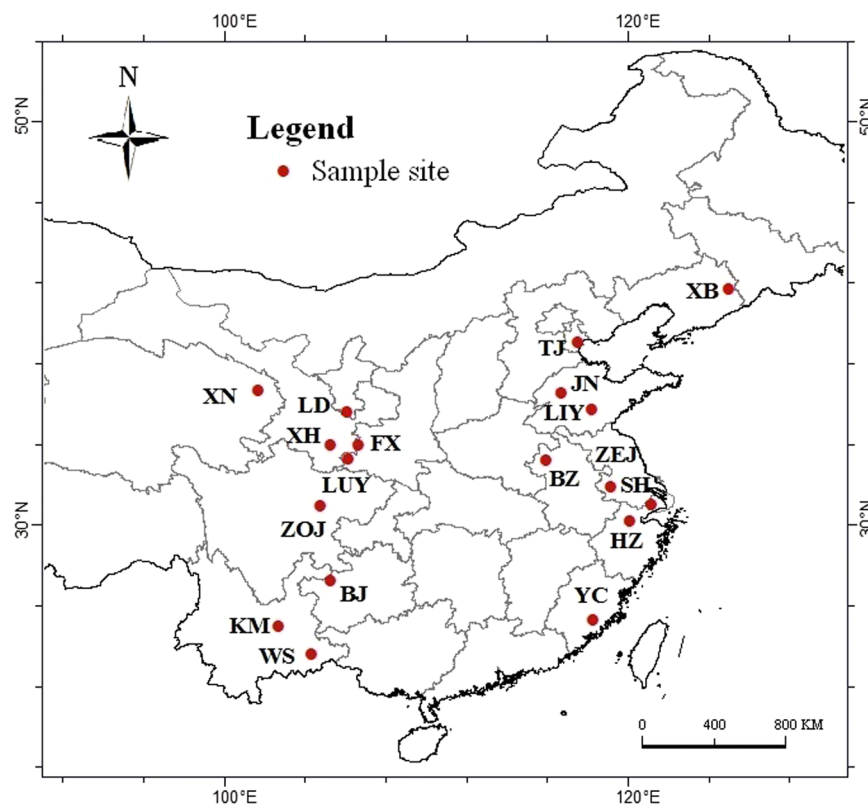 100°E 120°E
50°N 50°N
N
Legend
Sample site
XB
TJ
XN
JN
LD
LIY
XH FX
ZEJ
BZ
LUY
SH
30°N 30°N
ZOJ
HZ
BJ
YC
KM
WS
0 400 800 KM
100°E 120°E